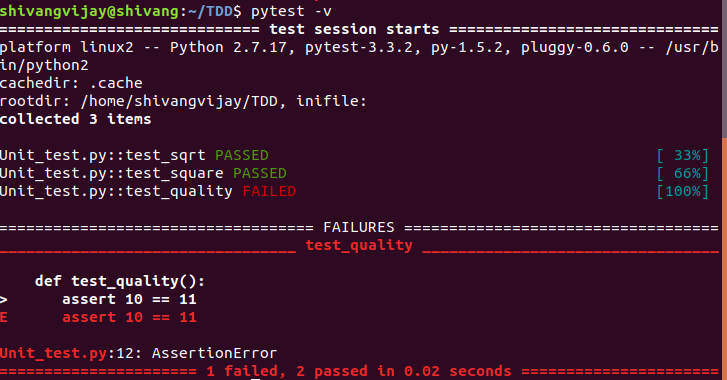 shivangvijay@shivang:~/TDD$ pytest -v
============================= test session starts ==============================
platform linux2 -- Python 2.7.17, pytest-3.3.2, py-1.5.2, pluggy-0.6.0 -- /usr/b
in/python2
cachedir: .cache
rootdir: /home/shivangvijay/TDD, inifile:
collected 3 items
Unit_test.py::test_sqrt PASSED [ 33%]
Unit_test.py::test_square PASSED [ 66%]
Unit_test.py::test_quality FAILED [100%]
=================================== FAILURES ===================================
_________________________________ test_quality _________________________________
def test_quality():
> assert 10 == 11
E assert 10 == 11
Unit_test.py:12: AssertionError
====================== 1 failed, 2 passed in 0.02 seconds ======================